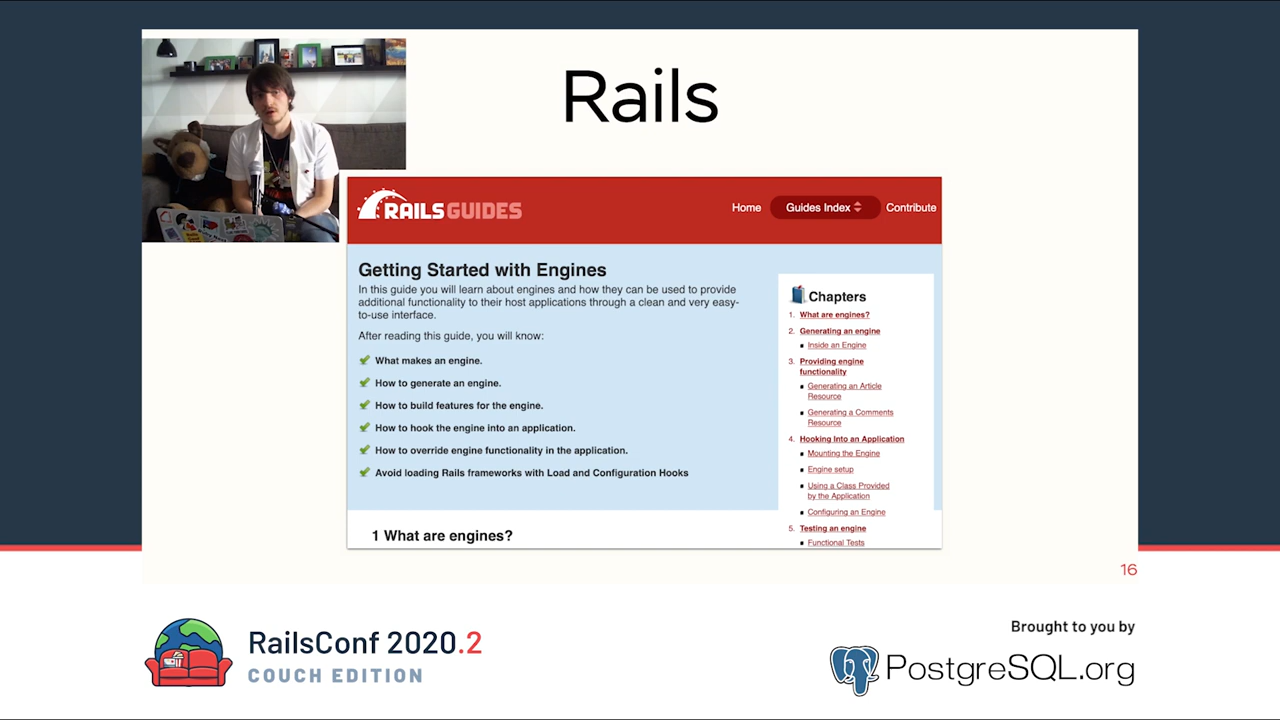 Rails
RAILSGUIDES
Home
Guides Index
Contribute
Getting Started with Engines
In this guide you will learn about engines and how they can be used to provide
additional functionality to their host applications through a clean and very easy-
to-use interface.
After reading this guide, you will know:
What makes an engine.
How to generate an engine.
How to build features for the engine.
How to hook the engine into an application.
How to override engine functionality in the application.
Avoid loading Rails frameworks with Load and Configuration Hooks
Chapters
1. What are engines?
2. Generating an engine
Inside an Engine
3. Providing engine
functionality
Generating an Article
Resource
Generating a Comments
Resource
4. Hooking Into an Application
Mounting the Engine
Engine setup
Using a Class Provided
by the Application
Configuring an Engine
5. Testing an engine
Functional Tests
1 What are engines?
16
RailsConf 2020.2
COUCH EDITION
Brought to you by
PostgreSQL.org